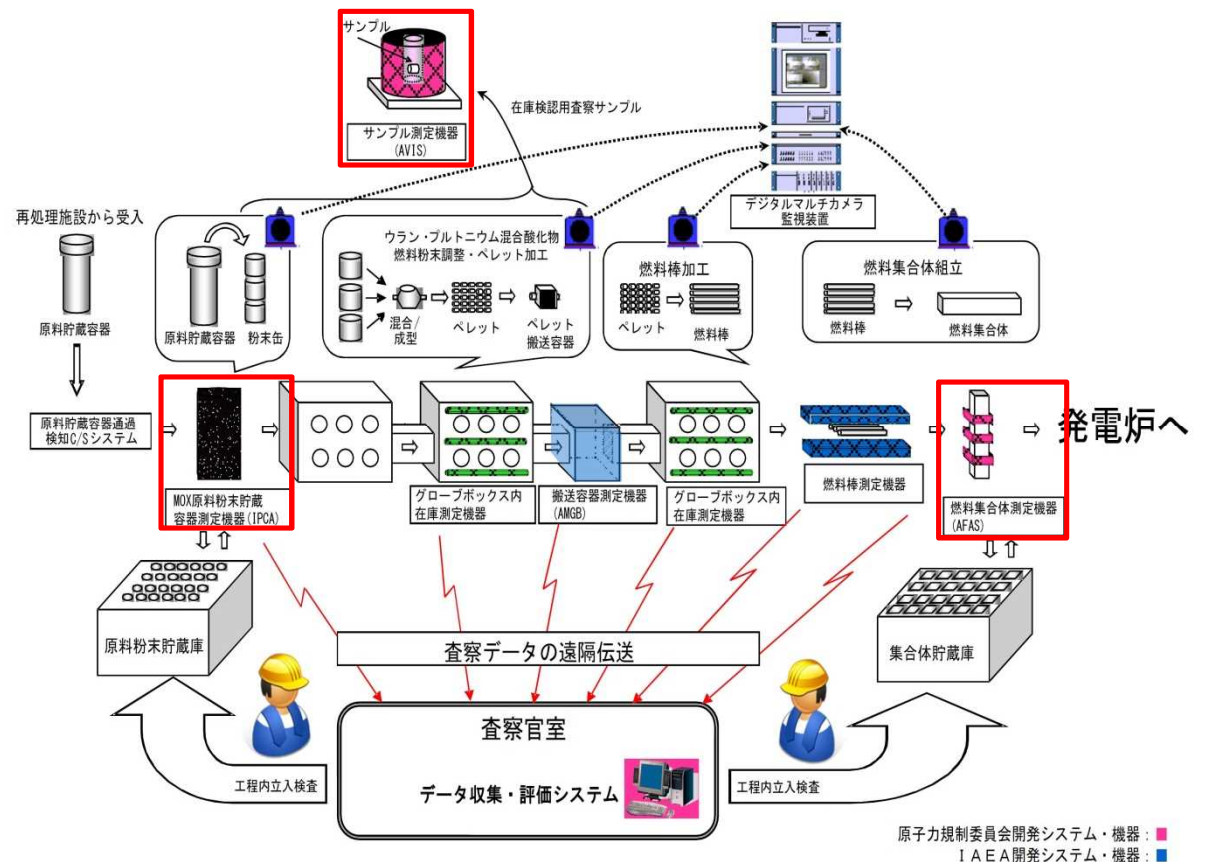 サンプル
サンプル測定機器
(AVIS)
在庫検認用査察サンプル
デジタルマルチカメラ
監視装置
再処理施設から受入
原料貯蔵容器
原料貯蔵容器
粉末缶
ウラン・プルトニウム混合酸化物
燃料粉末調整・ペレット加工
混合/
成型
ペレット
ペレット
搬送容器
燃料棒加工
ペレット
燃料棒
燃料集合体組立
燃料棒
燃料集合体
原料貯蔵容器通過
検知C/Sシステム
MOX原料粉末貯蔵
容器測定機器(IPCA)
グローブボックス内
在庫測定機器
搬送容器測定機器
(AMGB)
グローブボックス内
在庫測定機器
燃料棒測定機器
燃料集合体測定機器
(AFAS)
発電炉へ
原料粉末貯蔵庫
査察データの遠隔伝送
集合体貯蔵庫
査察官室
データ収集・評価システム
工程内立入検査
工程内立入検査
原子力規制委員会開発システム・機器：
ＩＡＥＡ開発システム・機器：